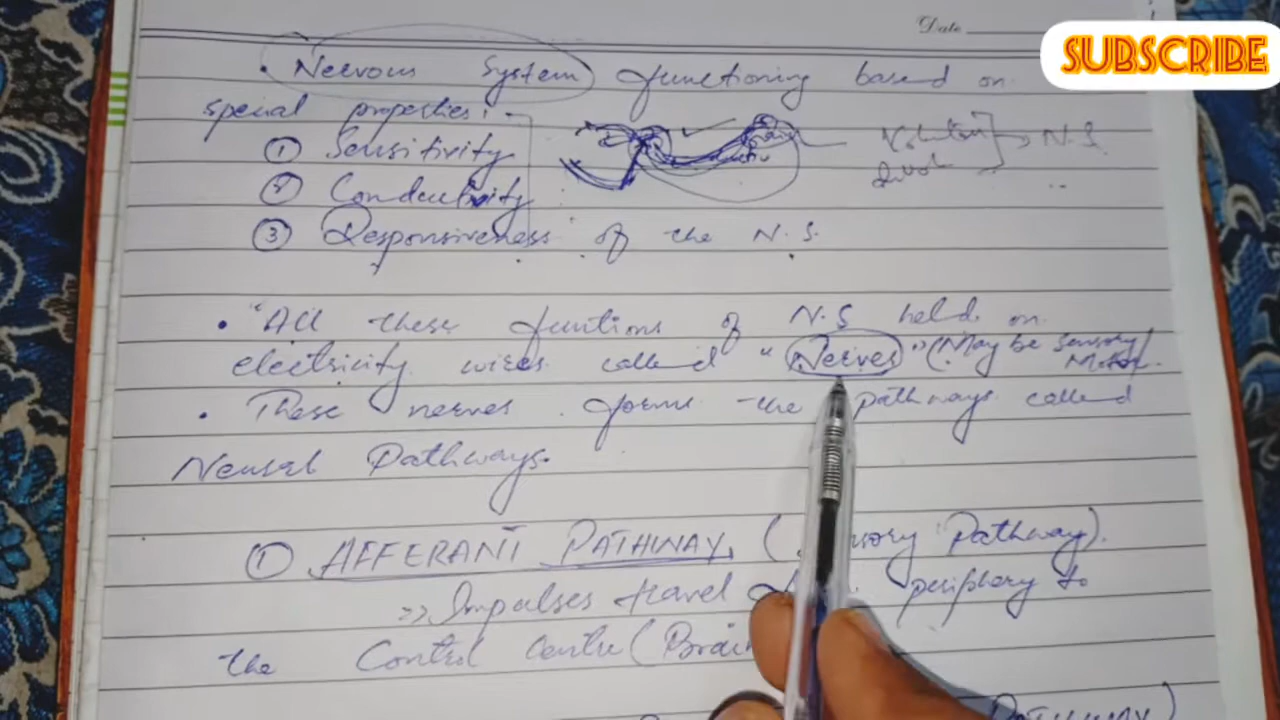 Date
SUBSCRIBE
. Nervous System functioning based on
special properties:
① Sensitivity
② Conductivity
③ Responsiveness of the N.S.
N.S
• "All these funtions of N.S held on
electricity wires called "Nerves" (May be Sensory/
Motor.
• These nerves forms the pathways called
Neural Pathways.
① AFFERANT PATHWAY, ( Pathway).
=> Impulses travel periphery to
the Control Centre (Brain
PATHWAY)